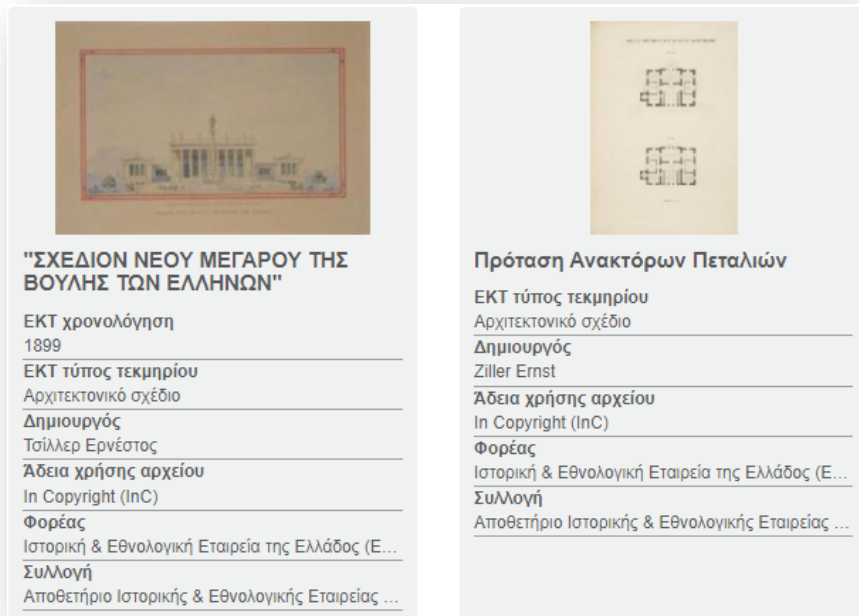 "ΣΧΕΔΙΟΝ ΝΕΟΥ ΜΕΓΑΡΟΥ ΤΗΣ
ΒΟΥΛΗΣ ΤΩΝ ΕΛΛΗΝΩΝ"
ΕΚΤ χρονολόγηση
1899
ΕΚΤ τύπος τεκμηρίου
Αρχιτεκτονικό σχέδιο
Δημιουργός
Τσίλλερ Ερνέστος
Άδεια χρήσης αρχείου
In Copyright (InC)
Φορέας
Ιστορική & Εθνολογική Εταιρεία της Ελλάδος (Ε...
Συλλογή
Αποθετήριο Ιστορικής & Εθνολογικής Εταιρείας ...
Πρόταση Ανακτόρων Πεταλιών
ΕΚΤ τύπος τεκμηρίου
Αρχιτεκτονικό σχέδιο
Δημιουργός
Ziller Ernst
Άδεια χρήσης αρχείου
In Copyright (InC)
Φορέας
Ιστορική & Εθνολογική Εταιρεία της Ελλάδος (Ε...
Συλλογή
Αποθετήριο Ιστορικής & Εθνολογικής Εταιρείας ...